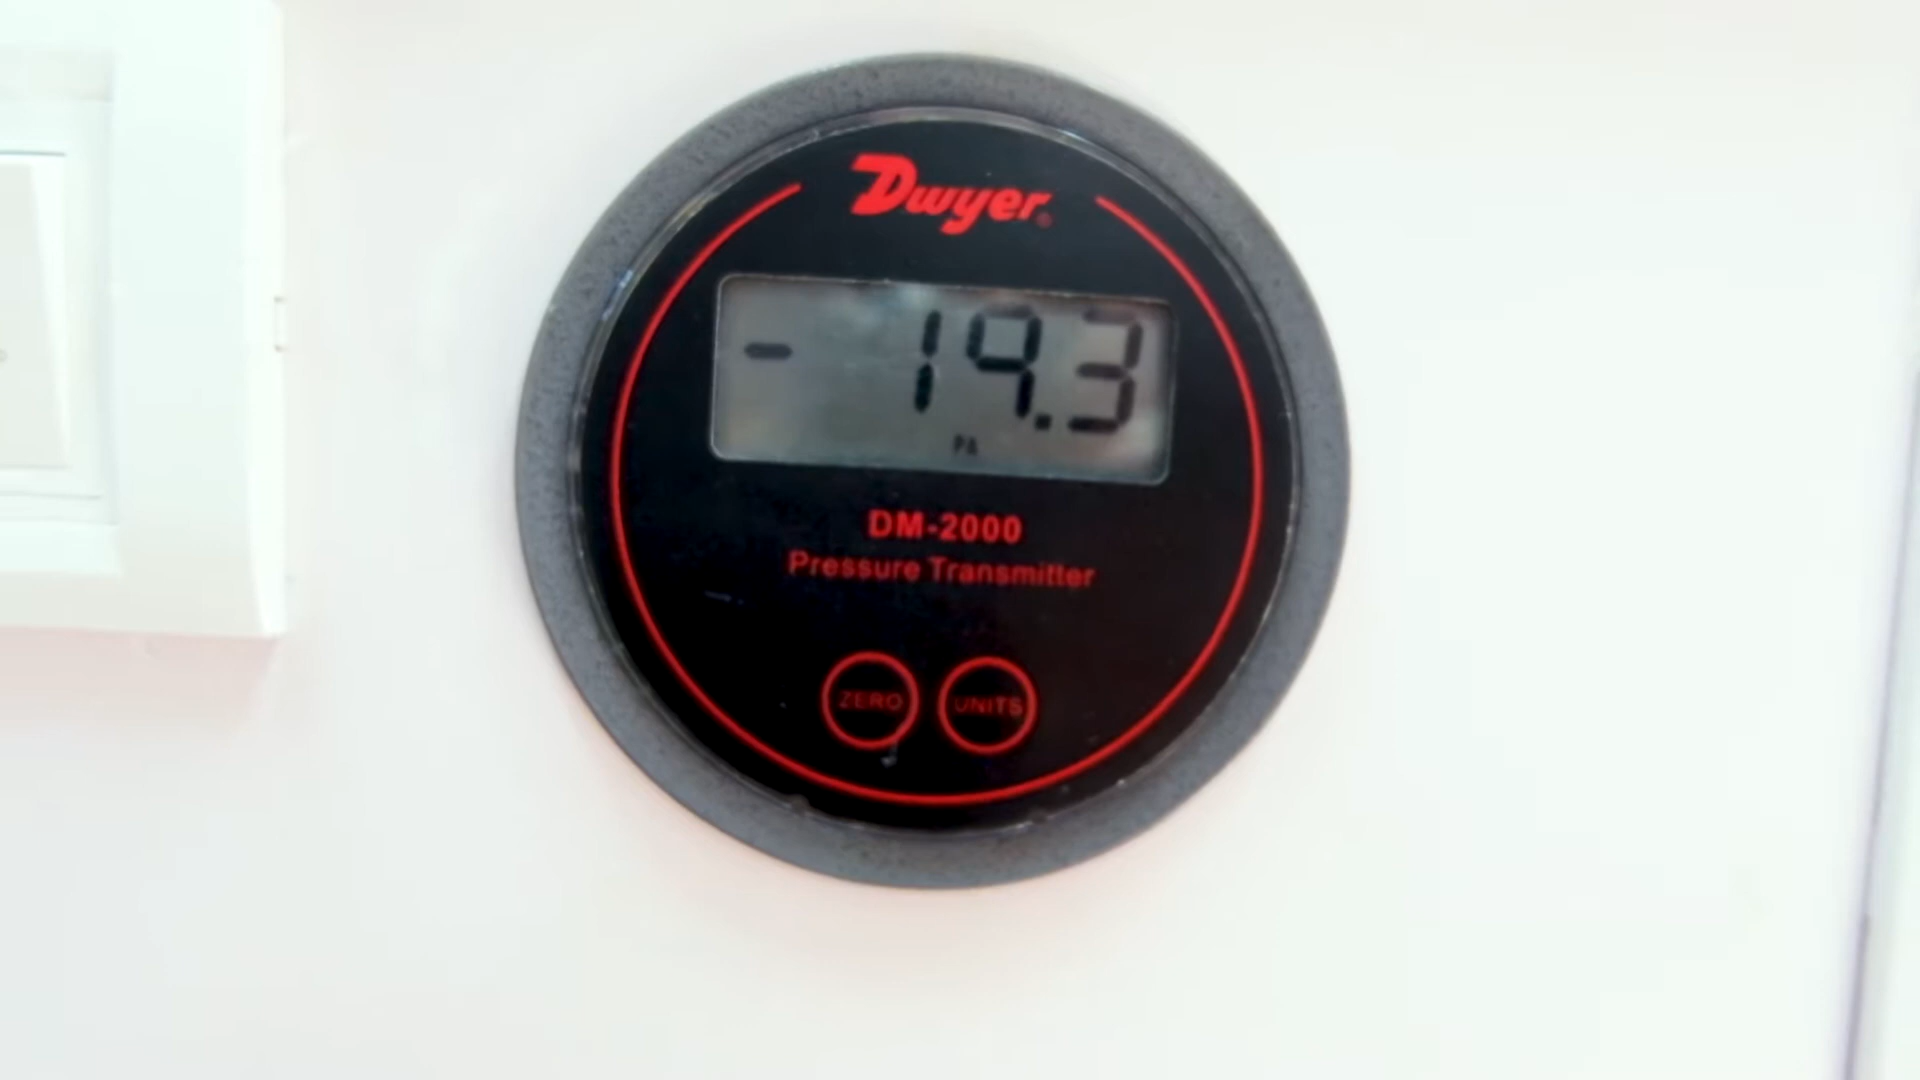 Dwyer®
- 19.3
PA
DM-2000
Pressure Transmitter
ZERO UNITS